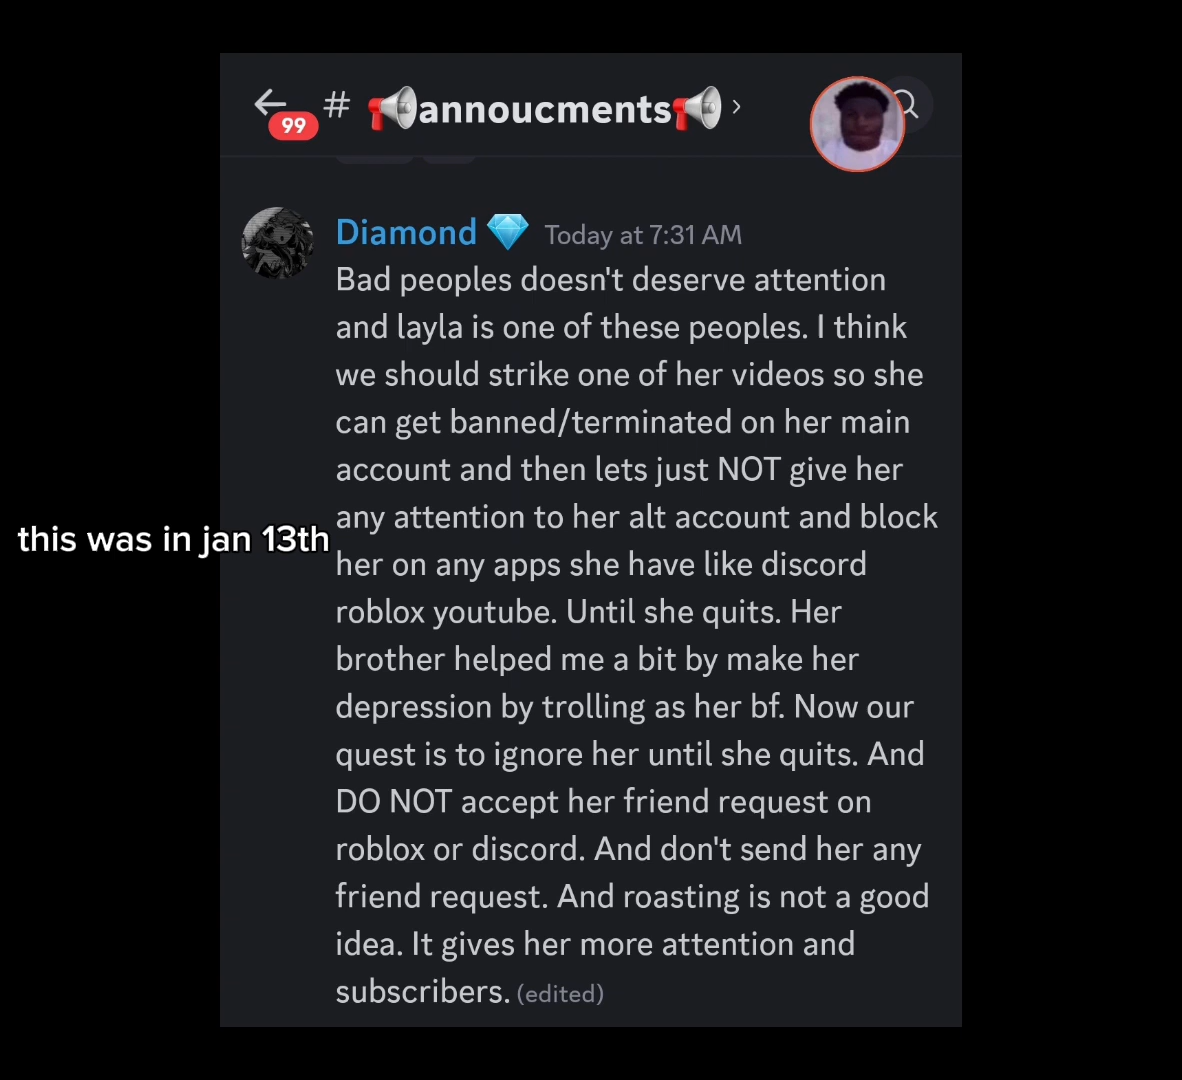 99
# 📢annoucments📢 ›
Diamond 💎 Today at 7:31 AM
Bad peoples doesn't deserve attention
and layla is one of these peoples. I think
we should strike one of her videos so she
can get banned/terminated on her main
account and then lets just NOT give her
any attention to her alt account and block
this was in jan 13th
her on any apps she have like discord
roblox youtube. Until she quits. Her
brother helped me a bit by make her
depression by trolling as her bf. Now our
quest is to ignore her until she quits. And
DO NOT accept her friend request on
roblox or discord. And don't send her any
friend request. And roasting is not a good
idea. It gives her more attention and
subscribers. (edited)